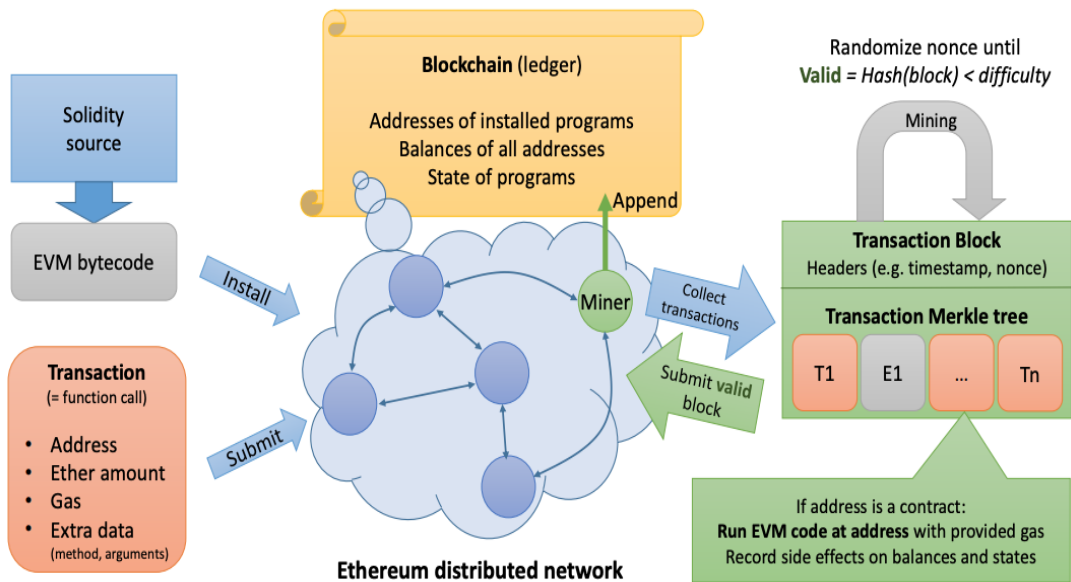 Solidity
source
EVM bytecode
Install
Transaction
(= function call)
• Address
• Ether amount
• Gas
• Extra data
(method, arguments)
Submit
Blockchain (ledger)
Addresses of installed programs
Balances of all addresses
State of programs
Append
Miner
Ethereum distributed network
Collect
transactions
Submit valid
block
Randomize nonce until
Valid = Hash(block) < difficulty
Mining
Transaction Block
Headers (e.g. timestamp, nonce)
Transaction Merkle tree
T1 E1 ... Tn
If address is a contract:
Run EVM code at address with provided gas
Record side effects on balances and states